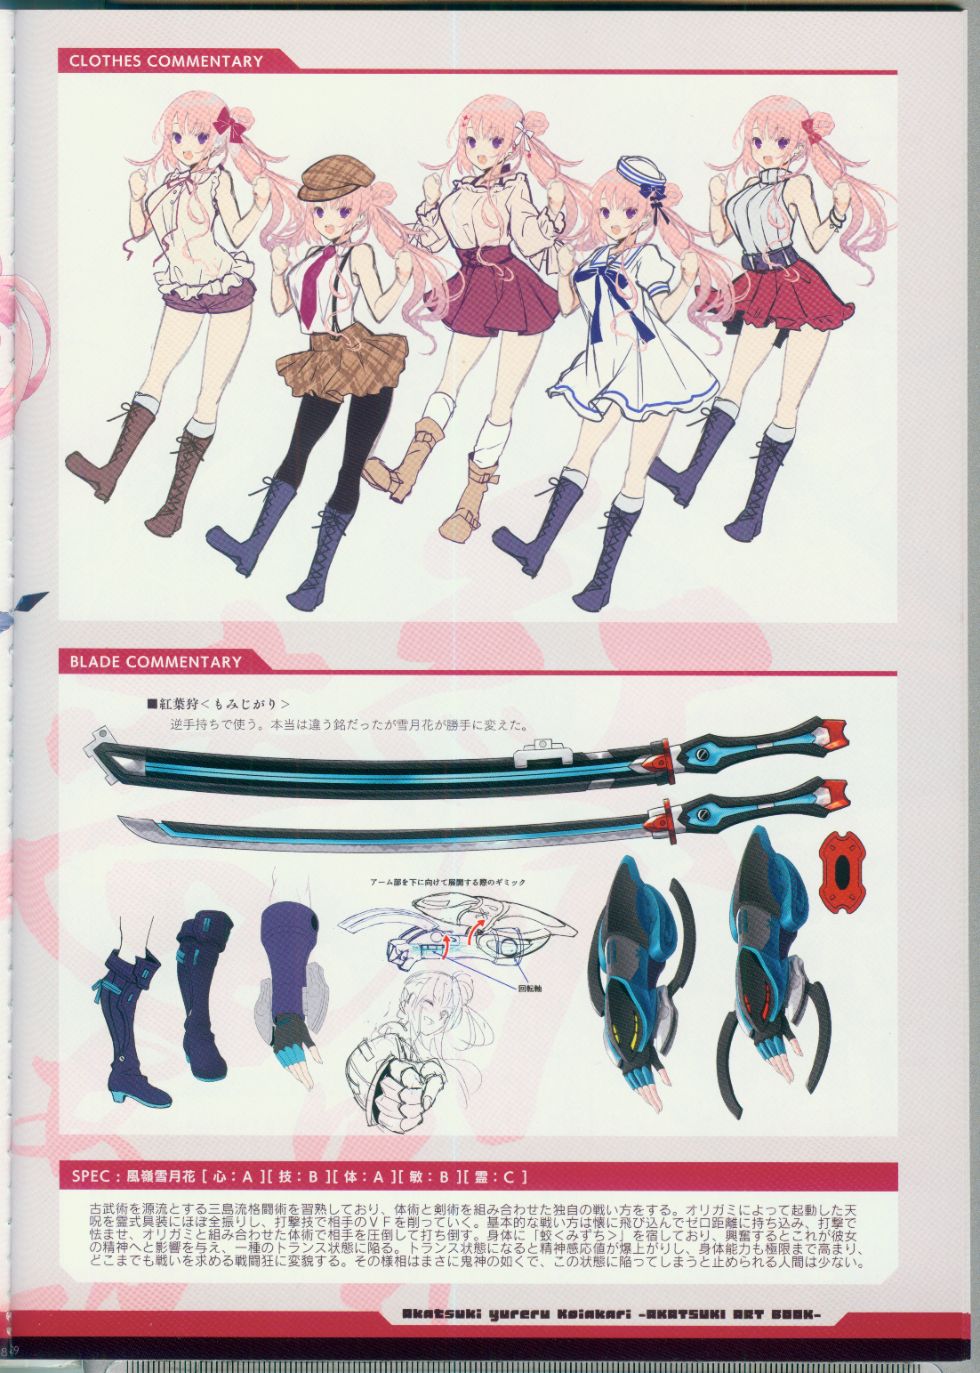 CLOTHES COMMENTARY
BLADE COMMENTARY
■紅葉狩＜もみじがり＞
逆手持ちで使う。本当は違う銘だったが雪月花が勝手に変えた。
アーム部を下に向けて展開する際のギミック
回転軸
SPEC : 風嶺雪月花 [ 心 : A ][ 技 : B ][ 体 : A ][ 敏 : B ][ 霊 : C ]
古武術を源流とする三島流格闘術を習熟しており、体術と剣術を組み合わせた独自の戦い方をする。オリガミによって起動した天
呪を霊式具装にほぼ全振りし、打撃技で相手のVFを削っていく。基本的な戦い方は懐に飛び込んでゼロ距離に持ち込み、打撃で
怯ませ、オリガミと組み合わせた体術で相手を圧倒して打ち倒す。身体に「蛟＜みずち＞」を宿しており、興奮するとこれが彼女
の精神へと影響を与え、一種のトランス状態に陥る。トランス状態になると精神感応値が爆上がりし、身体能力も極限まで高まり、
どこまでも戦いを求める戦闘狂に変貌する。その様相はまさに鬼神の如くで、この状態に陥ってしまうと止められる人間は少ない。
Akatsuki yureru Koiakari -AKATSUKI ART BOOK-